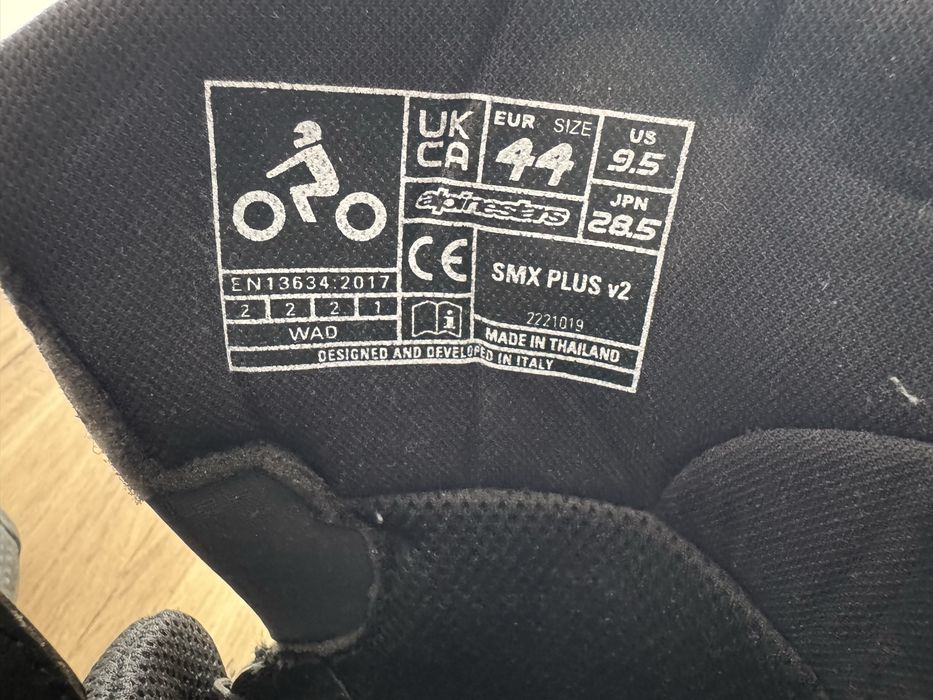 UK
CA
EUR SIZE
44
US
9.5
alpinestars
JPN
28.5
CE
SMX PLUS v2
2221019
EN13634:2017
2 2 2 1
WAD
i
MADE IN THAILAND
DESIGNED AND DEVELOPED IN ITALY